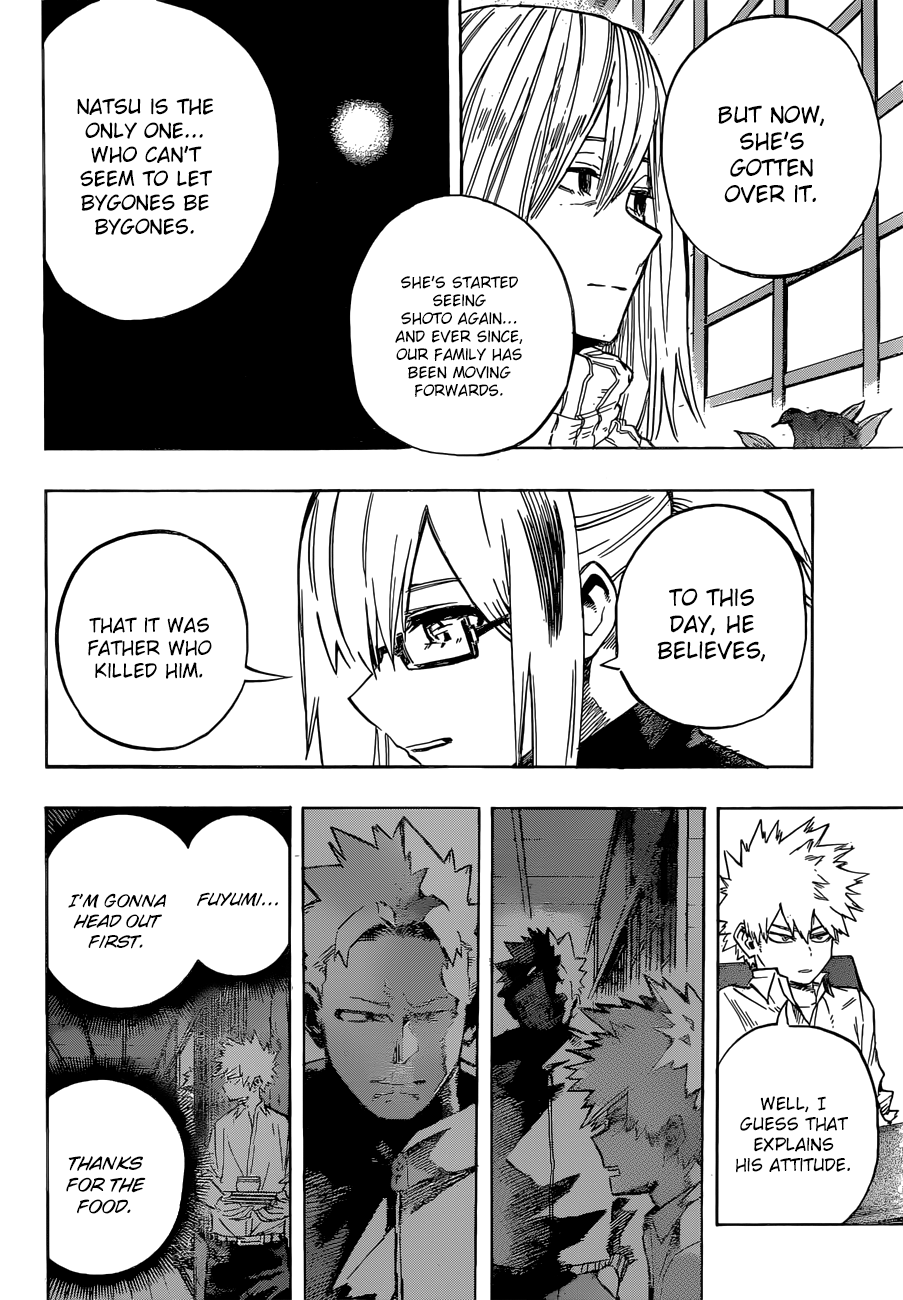 BUT NOW,
SHE'S
GOTTEN
OVER IT.
SHE'S STARTED
SEEING
SHOTO AGAIN...
AND EVER SINCE,
OUR FAMILY HAS
BEEN MOVING
FORWARDS.
NATSU IS THE
ONLY ONE...
WHO CAN'T
SEEM TO LET
BYGONES BE
BYGONES.
TO THIS
DAY, HE
BELIEVES,
THAT IT WAS
FATHER WHO
KILLED HIM.
WELL, I
GUESS THAT
EXPLAINS
HIS ATTITUDE.
FUYUMI...
I'M GONNA
HEAD OUT
FIRST.
THANKS
FOR THE
FOOD.